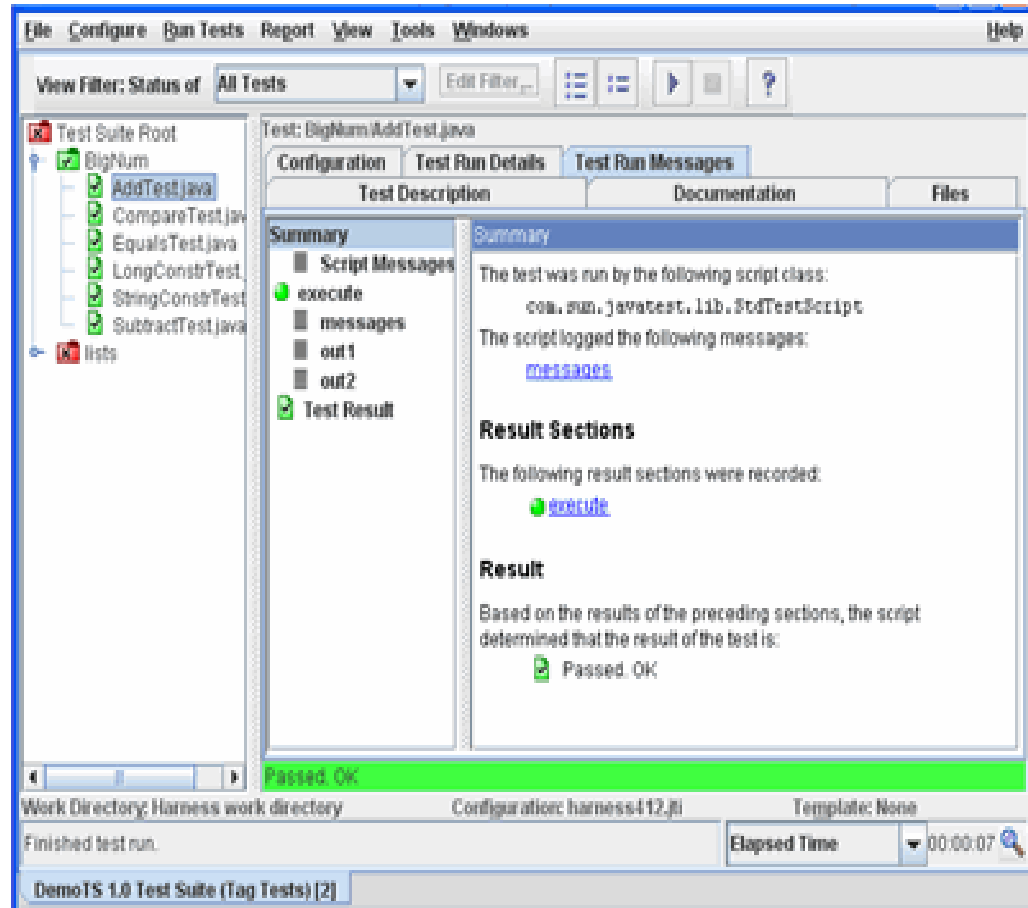 File Configure Run Tests Report View Tools Windows Help
View Filter: Status of All Tests Edit Filter...
Test Suite Root
BigNum
AddTest.java
CompareTest.jav
EqualsTest.java
LongConstrTest.
StringConstrTest
SubtractTest.java
lists
Test: BigNum/AddTest.java
Configuration Test Run Details Test Run Messages
Test Description Documentation Files
Summary
Script Messages
execute
messages
out1
out2
Test Result
Summary
The test was run by the following script class:
com.sun.javatest.lib.StdTestScript
The script logged the following messages:
messages
Result Sections
The following result sections were recorded:
execute
Result
Based on the results of the preceding sections, the script
determined that the result of the test is:
Passed. OK
Passed. OK
Work Directory: Harness work directory Configuration: harness412.jti Template: None
Finished test run. Elapsed Time 00:00:07
DemoTS 1.0 Test Suite (Tag Tests) [2]